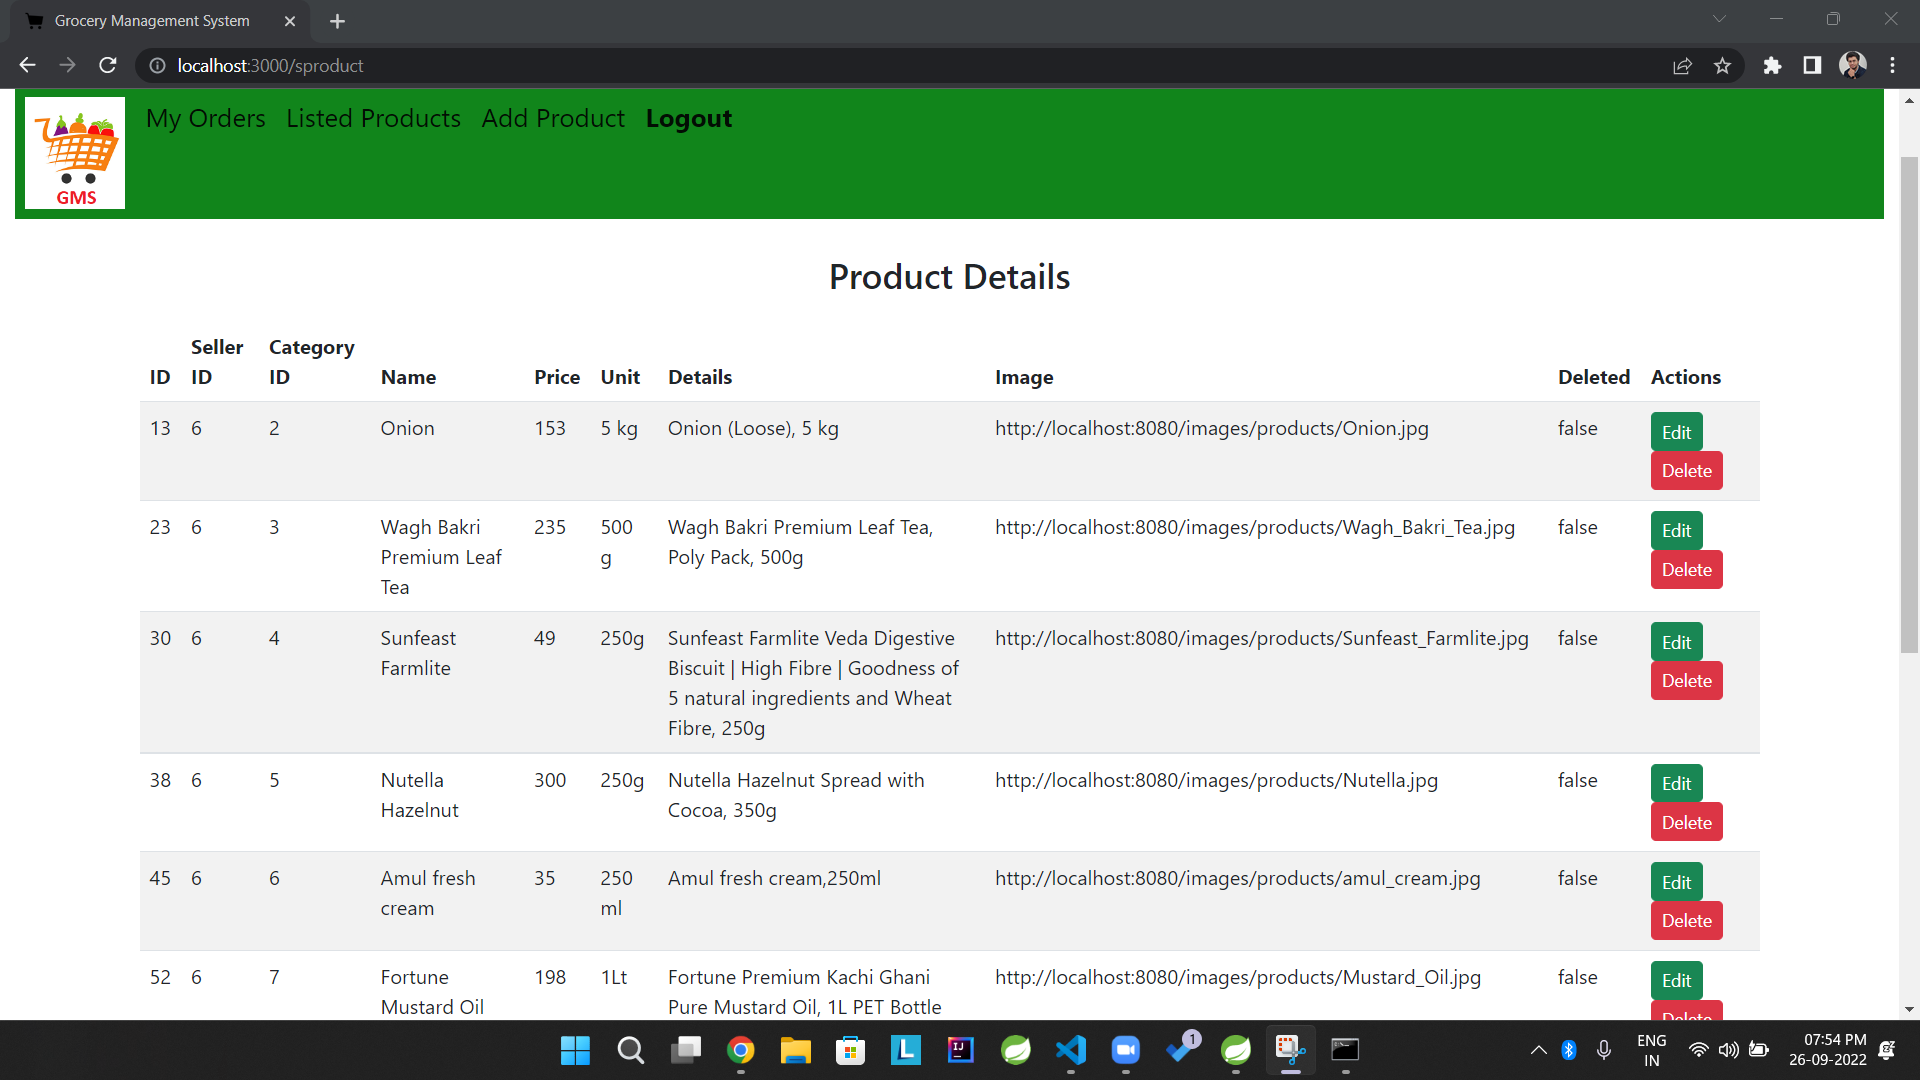 Grocery Management System
localhost:3000/sproduct
My Orders Listed Products Add Product Logout
GMS
Product Details
ID Seller ID Category ID Name Price Unit Details Image Deleted Actions
13 6 2 Onion 153 5 kg Onion (Loose), 5 kg http://localhost:8080/images/products/Onion.jpg false Edit
Delete
23 6 3 Wagh Bakri 235 500 Wagh Bakri Premium Leaf Tea, http://localhost:8080/images/products/Wagh_Bakri_Tea.jpg false Edit
Premium Leaf g Poly Pack, 500g Delete
Tea
30 6 4 Sunfeast 49 250g Sunfeast Farmlite Veda Digestive http://localhost:8080/images/products/Sunfeast_Farmlite.jpg false Edit
Farmlite Biscuit | High Fibre | Goodness of Delete
5 natural ingredients and Wheat
Fibre, 250g
38 6 5 Nutella 300 250g Nutella Hazelnut Spread with http://localhost:8080/images/products/Nutella.jpg false Edit
Hazelnut Cocoa, 350g Delete
45 6 6 Amul fresh 35 250 Amul fresh cream,250ml http://localhost:8080/images/products/amul_cream.jpg false Edit
cream ml Delete
52 6 7 Fortune 198 1Lt Fortune Premium Kachi Ghani http://localhost:8080/images/products/Mustard_Oil.jpg false Edit
Mustard Oil Pure Mustard Oil, 1L PET Bottle Delete
L IJ 1
ENG 07:54 PM
IN 26-09-2022